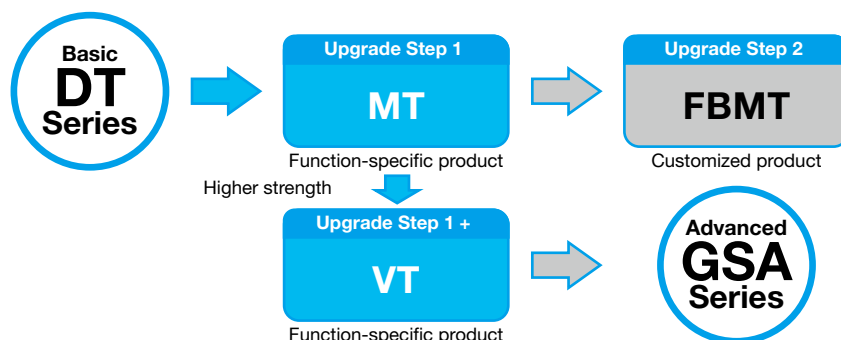 Basic
DT
Series
Upgrade Step 1
MT
Function-specific product
Upgrade Step 2
FBMT
Customized product
Higher strength
Upgrade Step 1 +
VT
Function-specific product
Advanced
GSA
Series